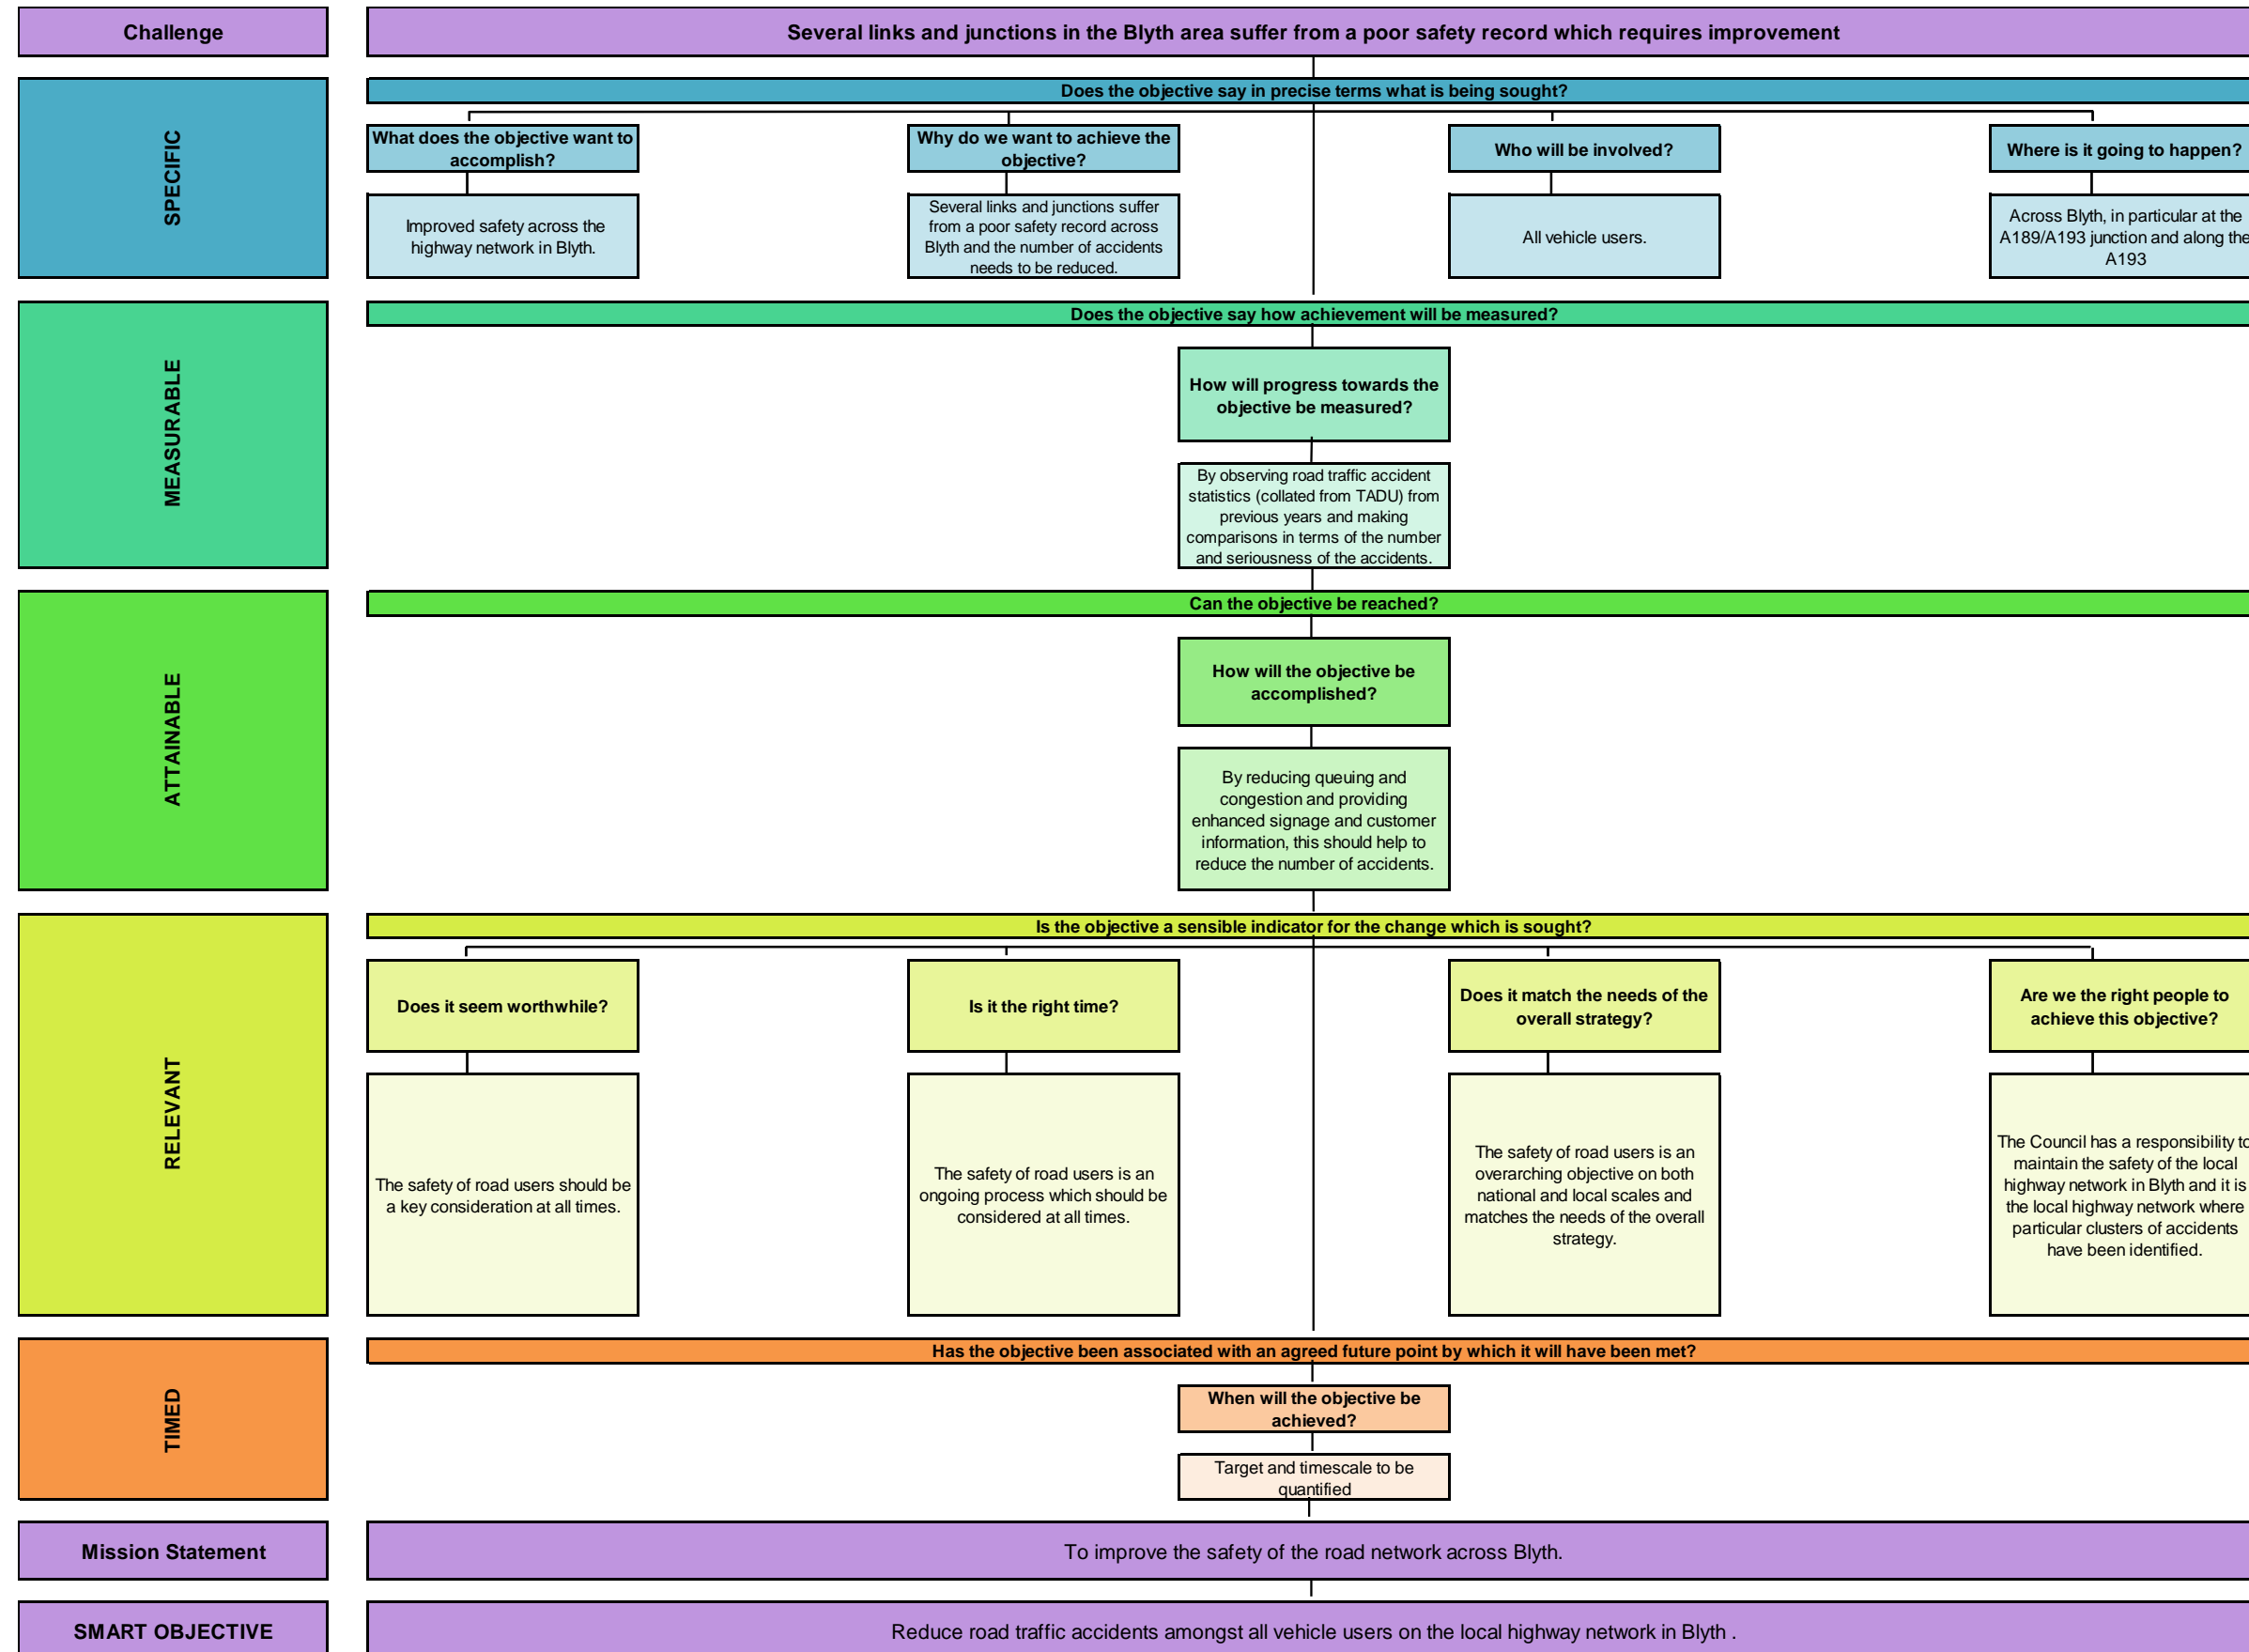 Challenge
Several links and junctions in the Blyth area suffer from a poor safety record which requires improvement
SPECIFIC
Does the objective say in precise terms what is being sought?
What does the objective want to
accomplish?
Why do we want to achieve the
objective?
Who will be involved?
Where is it going to happen?
Improved safety across the
highway network in Blyth.
Several links and junctions suffer
from a poor safety record across
Blyth and the number of accidents
needs to be reduced.
All vehicle users.
Across Blyth, in particular at the
A189/A193 junction and along the
A193
MEASURABLE
Does the objective say how achievement will be measured?
How will progress towards the
objective be measured?
By observing road traffic accident
statistics (collated from TADU) from
previous years and making
comparisons in terms of the number
and seriousness of the accidents.
ATTAINABLE
Can the objective be reached?
How will the objective be
accomplished?
By reducing queuing and
congestion and providing
enhanced signage and customer
information, this should help to
reduce the number of accidents.
RELEVANT
Is the objective a sensible indicator for the change which is sought?
Does it seem worthwhile?
Is it the right time?
Does it match the needs of the
overall strategy?
Are we the right people to
achieve this objective?
The safety of road users should be
a key consideration at all times.
The safety of road users is an
ongoing process which should be
considered at all times.
The safety of road users is an
overarching objective on both
national and local scales and
matches the needs of the overall
strategy.
The Council has a responsibility to
maintain the safety of the local
highway network in Blyth and it is
the local highway network where
particular clusters of accidents
have been identified.
TIMED
Has the objective been associated with an agreed future point by which it will have been met?
When will the objective be
achieved?
Target and timescale to be
quantified
Mission Statement
To improve the safety of the road network across Blyth.
SMART OBJECTIVE
Reduce road traffic accidents amongst all vehicle users on the local highway network in Blyth .